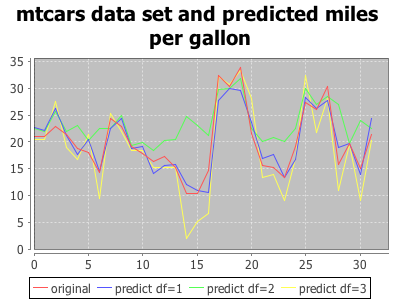 mtcars data set and predicted miles
per gallon
35
30
25
20
15
10
5
0
0 5 10 15 20 25 30
original predict df=1 predict df=2 predict df=3